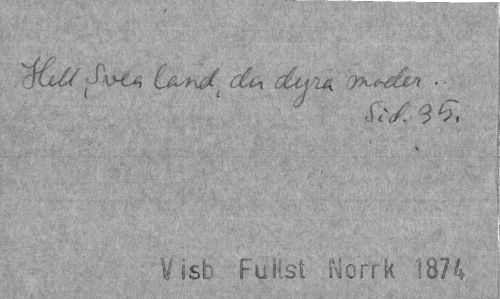 Hell, Svea land, du dyra moder..
Sid. 35.
Visb Fullst Norrk 1874